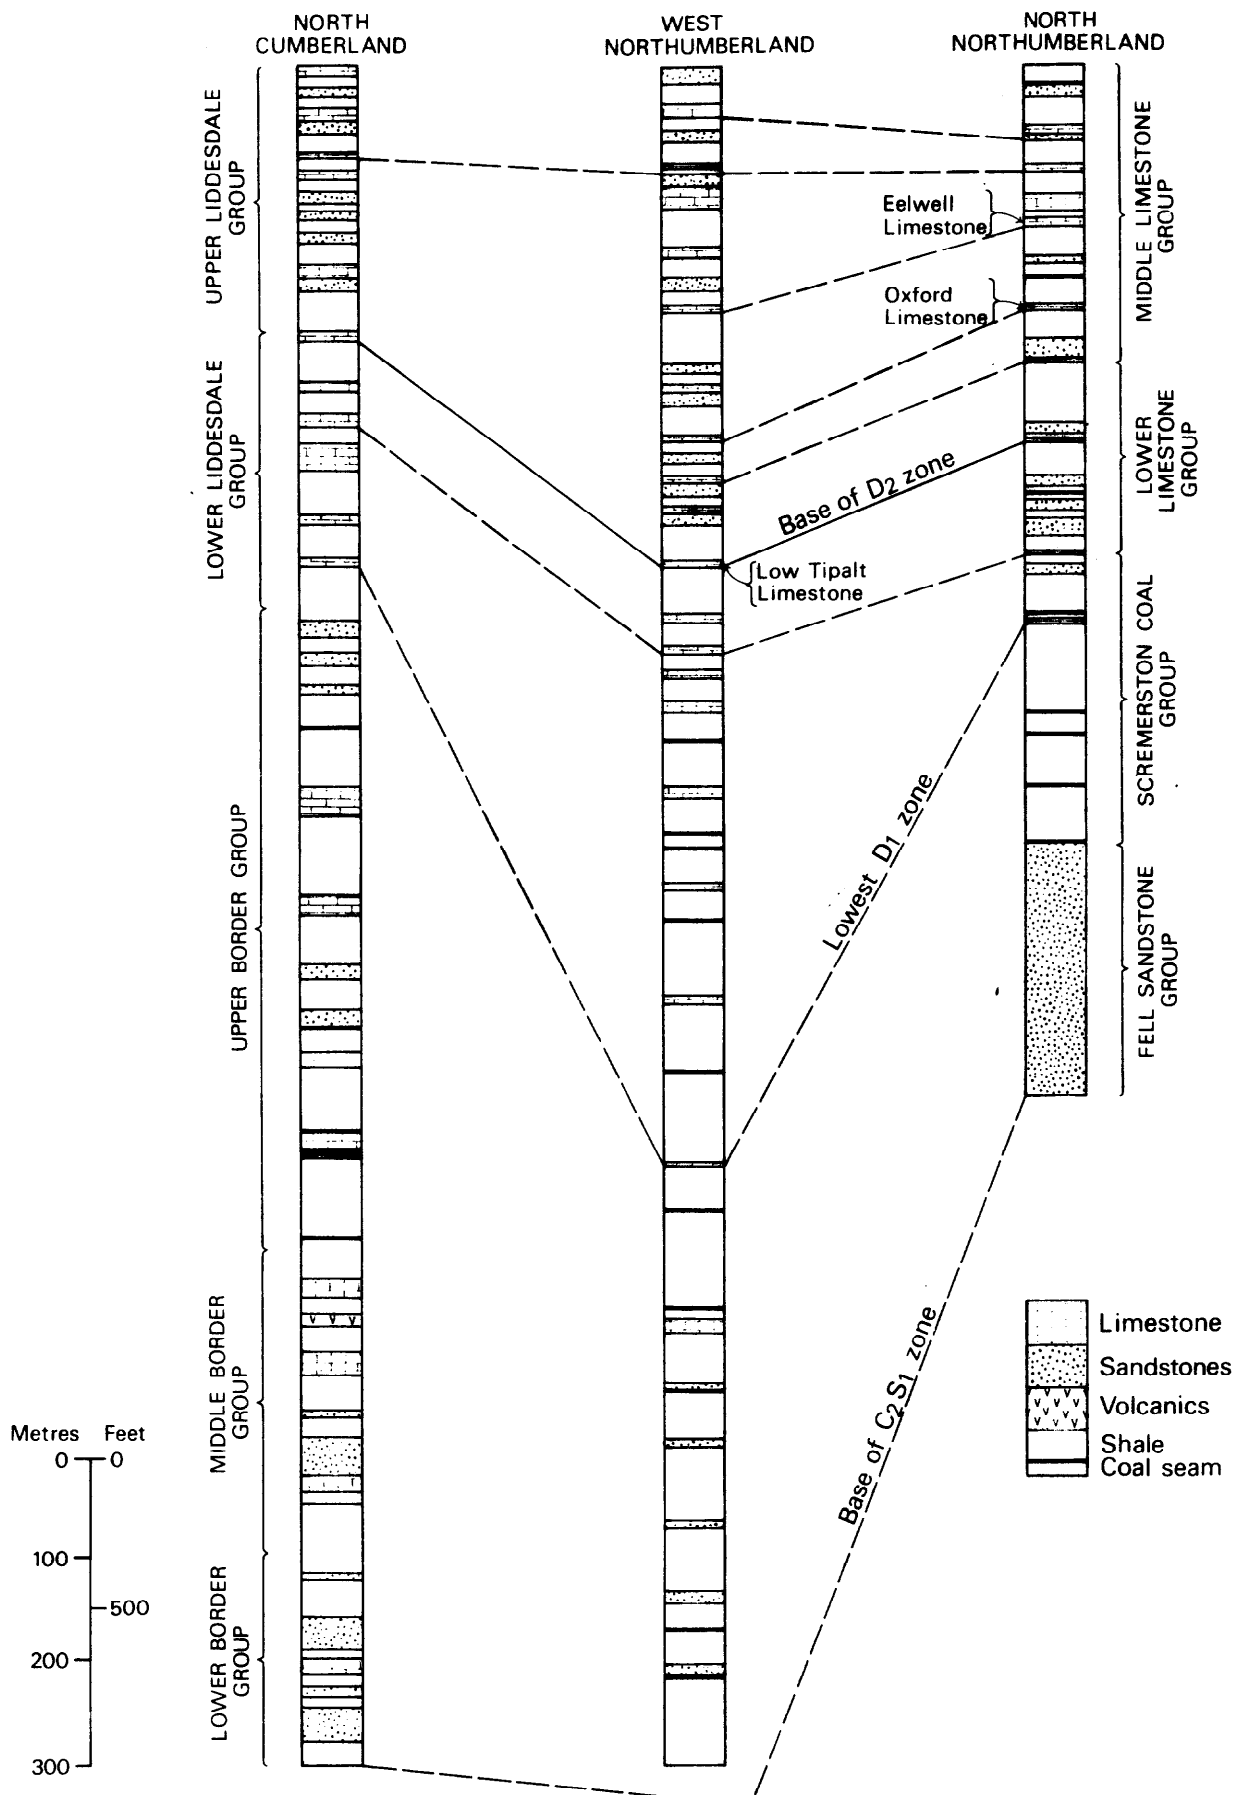 NORTH
CUMBERLAND
WEST
NORTHUMBERLAND
NORTH
NORTHUMBERLAND
UPPER LIDDESDALE
GROUP
LOWER LIDDESDALE
GROUP
UPPER BORDER GROUP
MIDDLE BORDER
GROUP
LOWER BORDER
GROUP
Eelwell
Limestone
Oxford
Limestone
Base of D2 zone
Low Tipalt
Limestone
Lowest D1 zone
Base of C2S1 zone
MIDDLE LIMESTONE
GROUP
LOWER
LIMESTONE
GROUP
SCREMERSTON COAL
GROUP
FELL SANDSTONE
GROUP
Limestone
Sandstones
Volcanics
Shale
Coal seam
Metres Feet
0 0
100
500
200
300